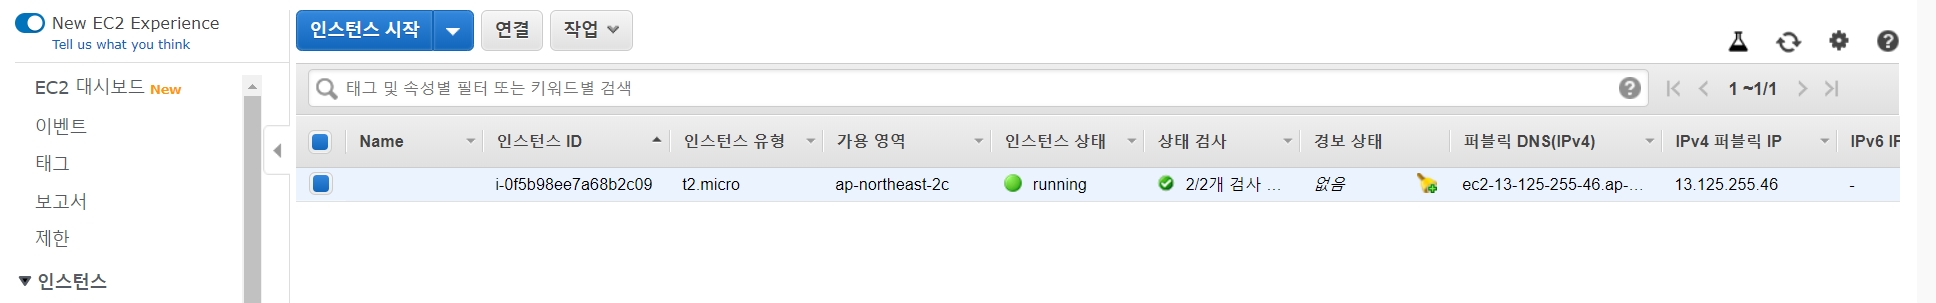 New EC2 Experience
Tell us what you think
EC2 대시보드 New
이벤트
태그
보고서
제한
인스턴스
인스턴스 시작 연결 작업
태그 및 속성별 필터 또는 키워드별 검색 1 ~1/1
Name 인스턴스 ID 인스턴스 유형 가용 영역 인스턴스 상태 상태 검사 경보 상태 퍼블릭 DNS(IPv4) IPv4 퍼블릭 IP IPv6 IP
i-0f5b98ee7a68b2c09 t2.micro ap-northeast-2c running 2/2개 검사 ... 없음 ec2-13-125-255-46.ap-... 13.125.255.46 -